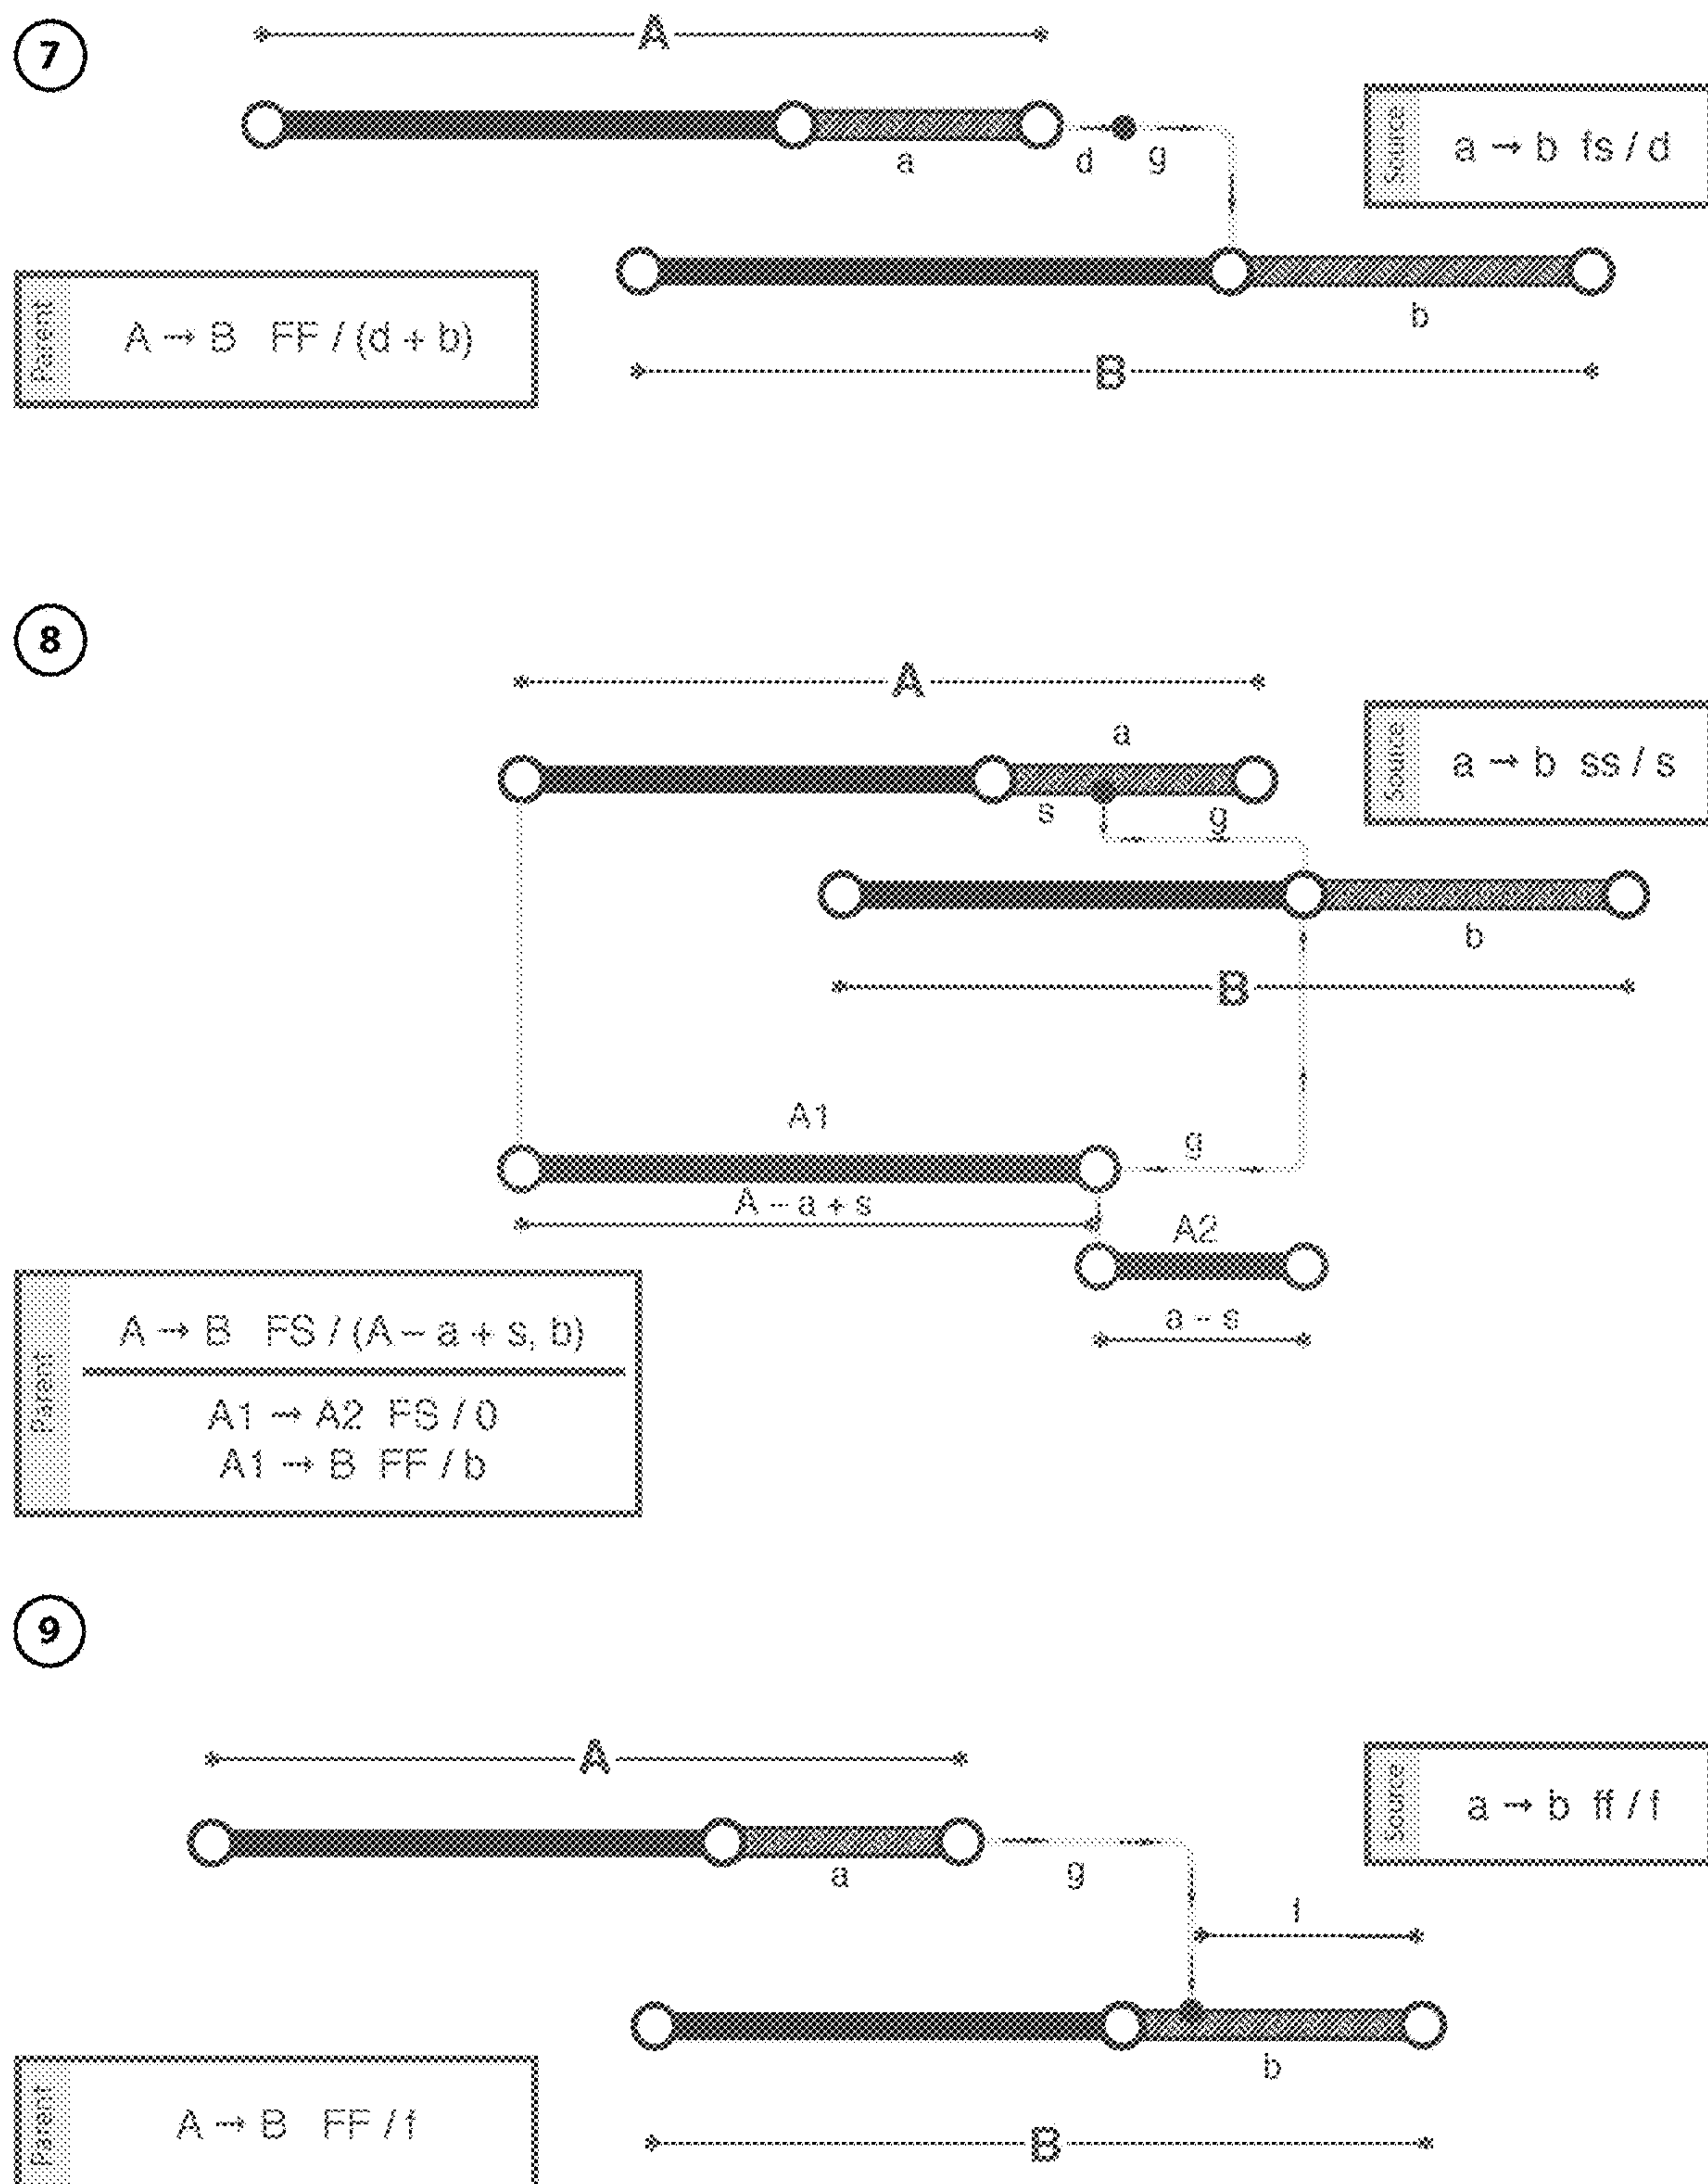 7
A
a
d
g
Source
a → b fs / d
b
Parent
A → B FF / (d + b)
B
8
A
a
s
g
Source
a → b ss / s
b
B
A1
g
A – a + s
A2
a – s
Parent
A → B FS / (A – a + s, b)
A1 → A2 FS / 0
A1 → B FF / b
9
A
a
g
Source
a → b ff / f
f
b
Parent
A → B FF / f
B